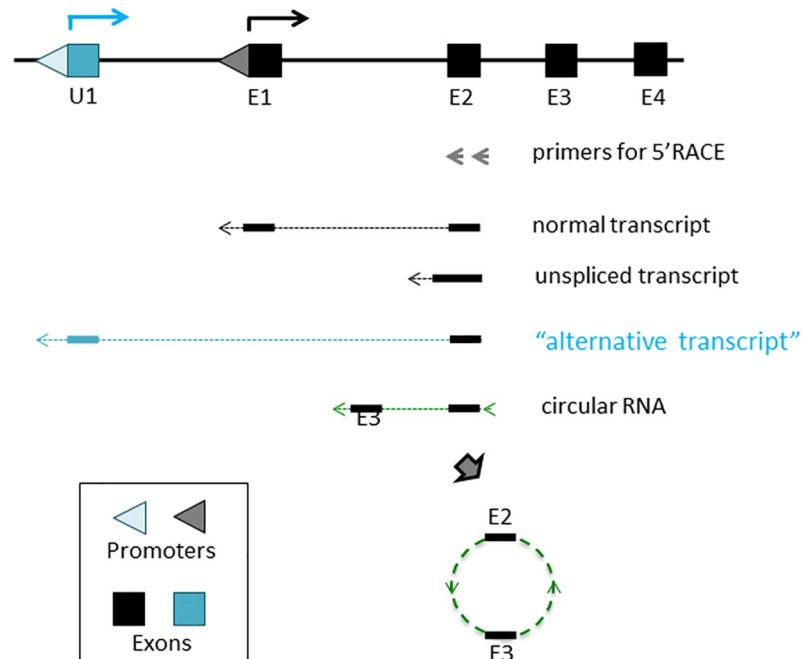 U1
E1
E2
E3
E4
primers for 5’RACE
normal transcript
unspliced transcript
“alternative transcript”
E3
circular RNA
E2
E3
Promoters
Exons